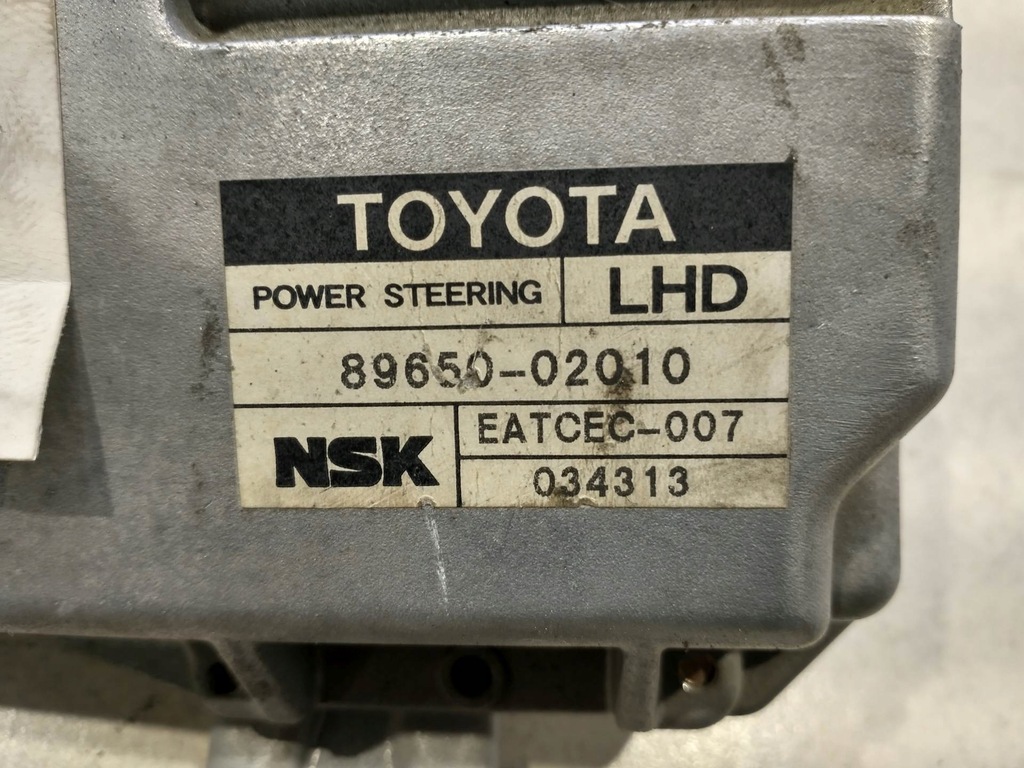 TOYOTA
POWER STEERING LHD
89650-02010
NSK EATCEC-007
034313